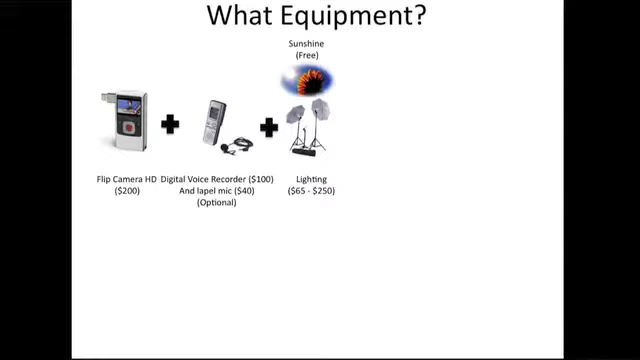 What Equipment?
Sunshine
(Free)
Flip Camera HD
($200)
Digital Voice Recorder ($100)
And lapel mic ($40)
(Optional)
Lighting
($65 - $250)